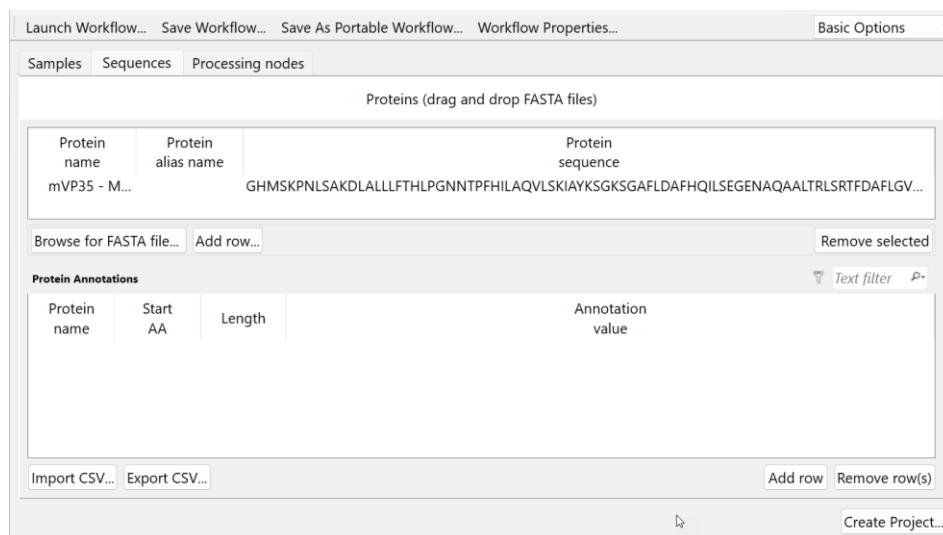 Launch Workflow... Save Workflow... Save As Portable Workflow... Workflow Properties... Basic Options
Samples Sequences Processing nodes
Proteins (drag and drop FASTA files)
Protein Protein Protein
name alias name sequence
mVP35 - M... GHMSKPNLSAKDLALLLFTHLPGNNTPFHILAQVLSKIAYKSGKSGAFLDAFHQILSEGENAQAALTRLSRTFDAFLGV...
Browse for FASTA file... Add row... Remove selected
Protein Annotations Text filter
Protein Start Length Annotation
name AA value
Import CSV... Export CSV... Add row Remove row(s)
Create Project...